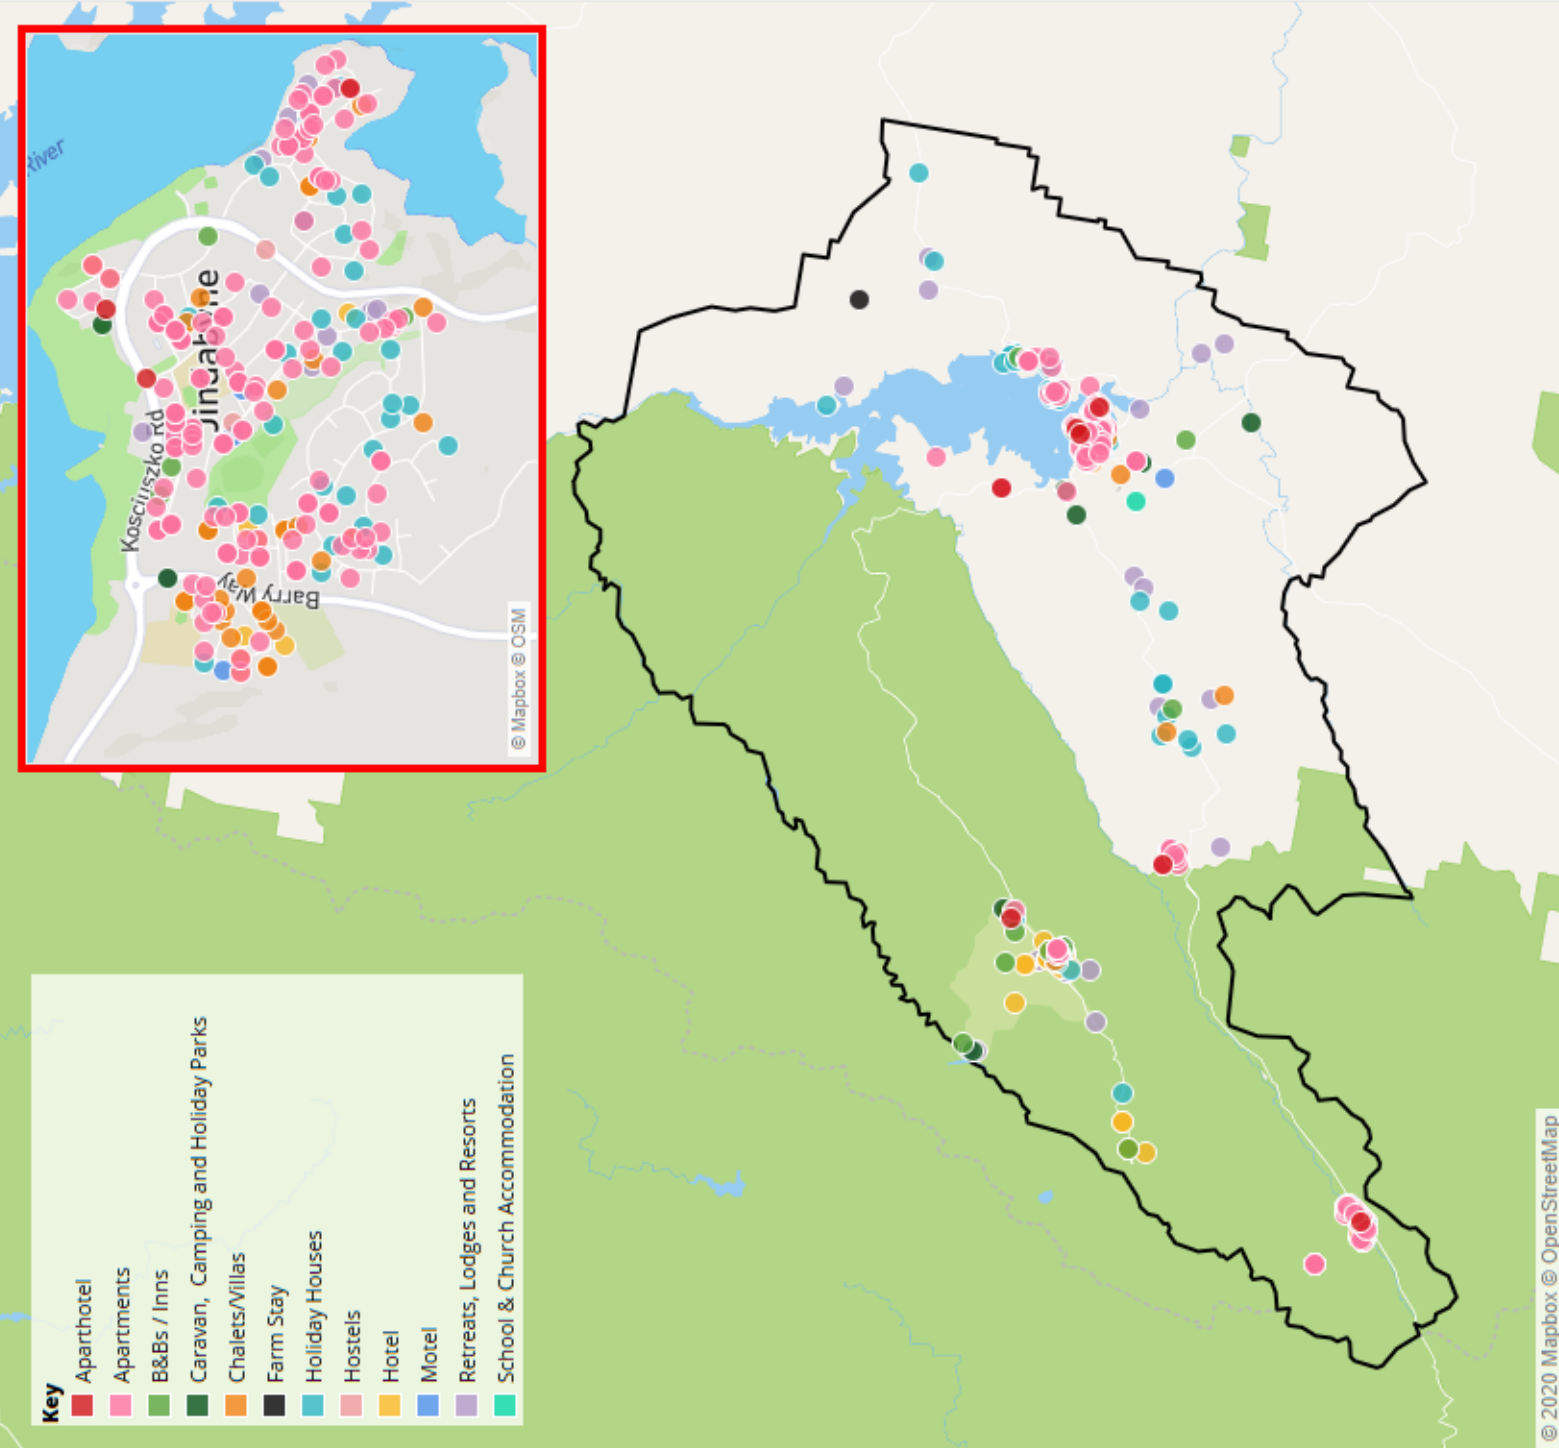 River
Jindabyne
Kosciuszko Rd
Barry Way
© Mapbox © OSM
Key
Aparthotel
Apartments
B&Bs / Inns
Caravan, Camping and Holiday Parks
Chalets/Villas
Farm Stay
Holiday Houses
Hostels
Hotel
Motel
Retreats, Lodges and Resorts
School & Church Accommodation
© 2020 Mapbox © OpenStreetMap